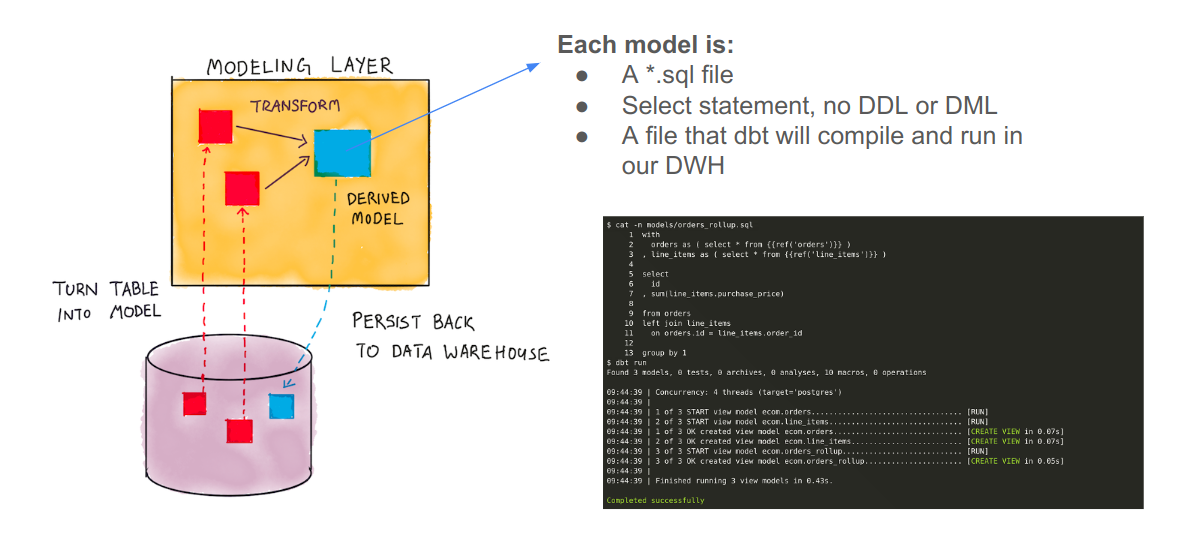 MODELING LAYER
TRANSFORM
DERIVED
MODEL
TURN TABLE
INTO MODEL
PERSIST BACK
TO DATA WAREHOUSE
Each model is:
● A *.sql file
● Select statement, no DDL or DML
● A file that dbt will compile and run in
our DWH
$ cat -n models/orders_rollup.sql
1 with
2 orders as ( select * from {{ref('orders')}} )
3 , line_items as ( select * from {{ref('line_items')}} )
4
5 select
6 id
7 , sum(line_items.purchase_price)
8
9 from orders
10 left join line_items
11 on orders.id = line_items.order_id
12
13 group by 1
$ dbt run
Found 3 models, 0 tests, 0 archives, 0 analyses, 10 macros, 0 operations
09:44:39 | Concurrency: 4 threads (target='postgres')
09:44:39 |
09:44:39 | 1 of 3 START view model ecom.orders................................. [RUN]
09:44:39 | 2 of 3 START view model ecom.line_items............................. [RUN]
09:44:39 | 1 of 3 OK created view model ecom.orders............................ [CREATE VIEW in 0.07s]
09:44:39 | 2 of 3 OK created view model ecom.line_items........................ [CREATE VIEW in 0.07s]
09:44:39 | 3 of 3 START view model ecom.orders_rollup.......................... [RUN]
09:44:39 | 3 of 3 OK created view model ecom.orders_rollup..................... [CREATE VIEW in 0.05s]
09:44:39 |
09:44:39 | Finished running 3 view models in 0.43s.
Completed successfully